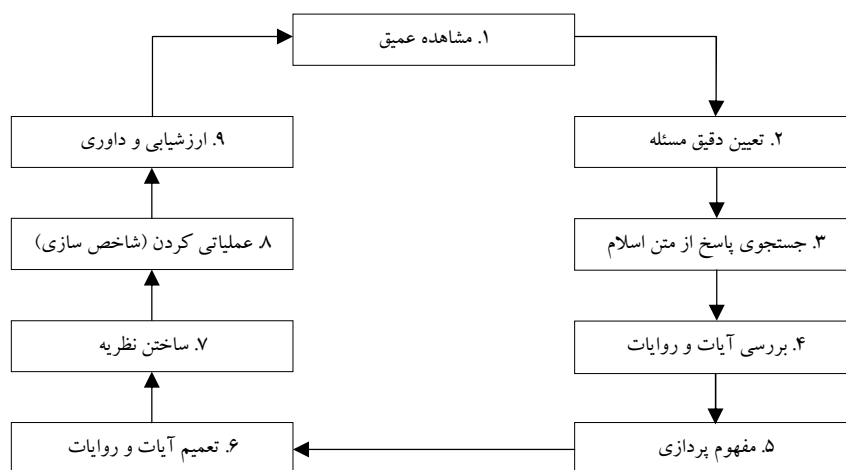 ۱. مشاهده عمیق
۲. تعیین دقیق مسئله
۳. جستجوی پاسخ از متن اسلام
۴. بررسی آیات و روایات
۵. مفهوم پردازی
۶. تعمیم آیات و روایات
۷. ساختن نظریه
۸. عملیاتی کردن (شاخص سازی)
۹. ارزشیابی و داوری